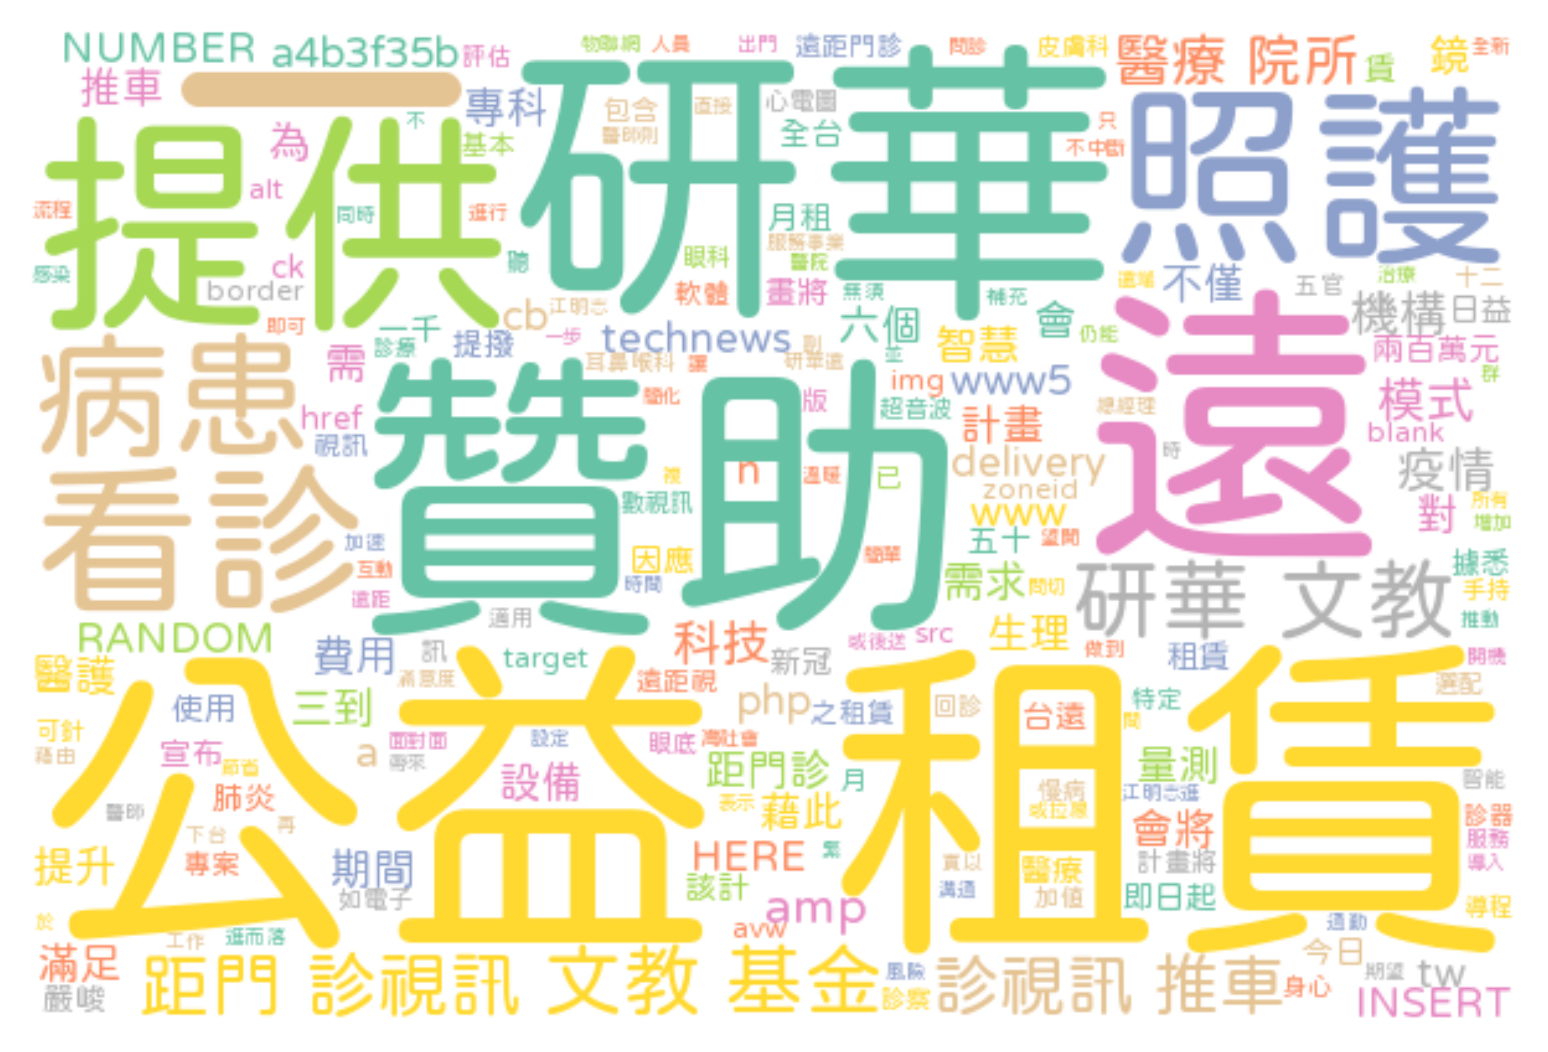 NUMBER a4b3f35b 評估 物聯網 人員 出門 遠距門診 問診 皮膚科 醫療 院所 賃 鏡 全新
推車 專科 包含 直接 心電圖
提供 研華 照護
為 不 基本 醫師則 全台 只 不中斷
alt 同時 進行 月租
流程 服務事業
感染 ck 聽 眼科 醫院 遠端 不僅 五官 治療 十二
border 軟體 畫將 無須 補充 機構 日益
即可 cb 江明志 六個 會 仍能
一千 提撥 一步 technews 副 智慧 兩百萬元
病患 需 診療 耳鼻喉科 讓 研華遠 並 遠 群
href 簡化 版 img www5 模式
視訊 超音波 總經理
贊助 計畫 blank
看診 n 溫暖 已 delivery 時 疫情
數視訊 zoneid 所有
www 對 增加
加速 因應 簡單 五十 望聞 據悉
互動 時間 需求 問切 研華 文教 手持
遠距 適用 推動
RANDOM 費用 訊 target 科技 新冠 或後送 src 生理 做到 租賃 開機
醫護 滿意度 遠距視 選配
公益 租賃
使用 三到 php 之租賃 回診 台遠 特定
可針 間
藉由 宣布 節省 a 面對面 設定 眼底 灣社會
帶來 設備 距門診 月 量測 智能
肺炎 慢病 江明志進
醫師 表示 藉此 或拉縣 診器
下台 再 會將 服務
提升 專案 期間 HERE 繁 實以 醫療 計畫將 導入
如電子 該計 溝通 加值 即日起
於 amp 導程
工作 進而落 avw 通勤
滿足 距門 診視訊 文教 基金 風險 診視訊 推車 今日 期望 tw
嚴峻 診察 身心 INSERT